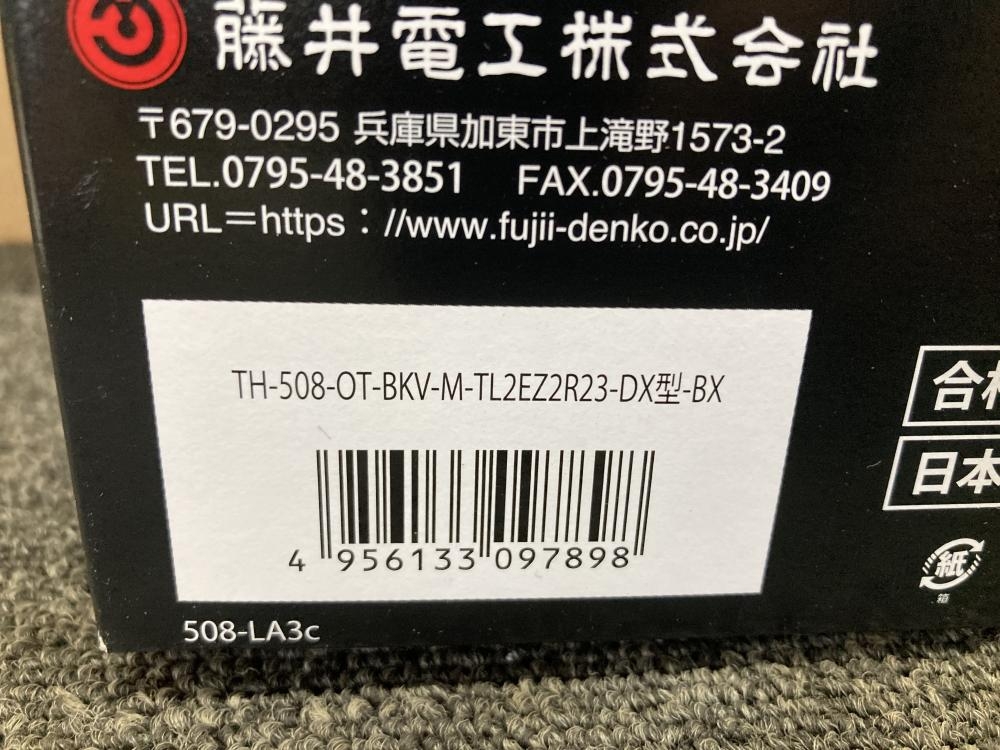 藤井電工株式会社
〒679-0295 兵庫県加東市上滝野1573-2
TEL.0795-48-3851 FAX.0795-48-3409
URL＝https：//www.fujii-denko.co.jp/
TH-508-OT-BKV-M-TL2EZ2R23-DX型-BX
4 956133 097898
508-LA3c
合
日本
紙
箱